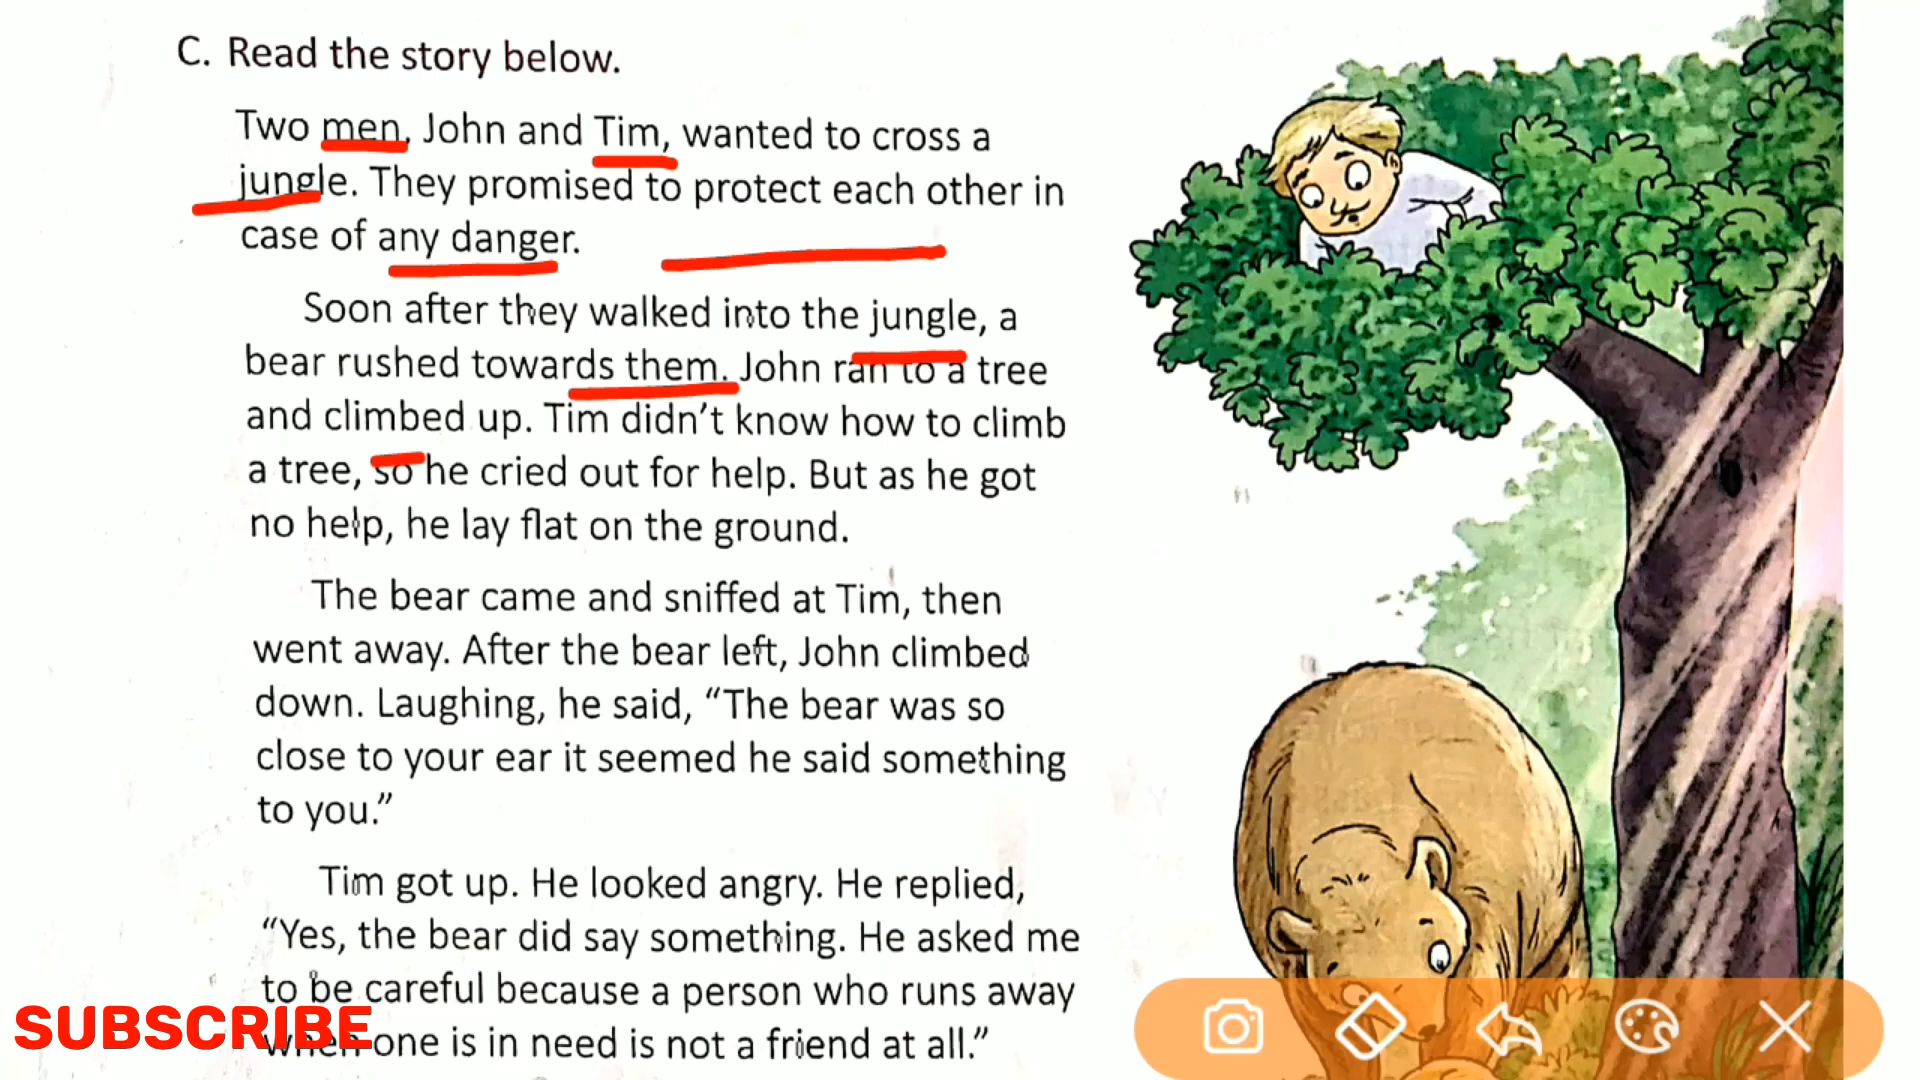 C. Read the story below.
Two men, John and Tim, wanted to cross a
jungle. They promised to protect each other in
case of any danger.
Soon after they walked into the jungle, a
bear rushed towards them. John ran to a tree
and climbed up. Tim didn't know how to climb
a tree, so he cried out for help. But as he got
no help, he lay flat on the ground.
The bear came and sniffed at Tim, then
went away. After the bear left, John climbed
down. Laughing, he said, “The bear was so
close to your ear it seemed he said something
to you.”
Tim got up. He looked angry. He replied,
“Yes, the bear did say something. He asked me
to be careful because a person who runs away
when one is in need is not a friend at all.”
SUBSCRIBE